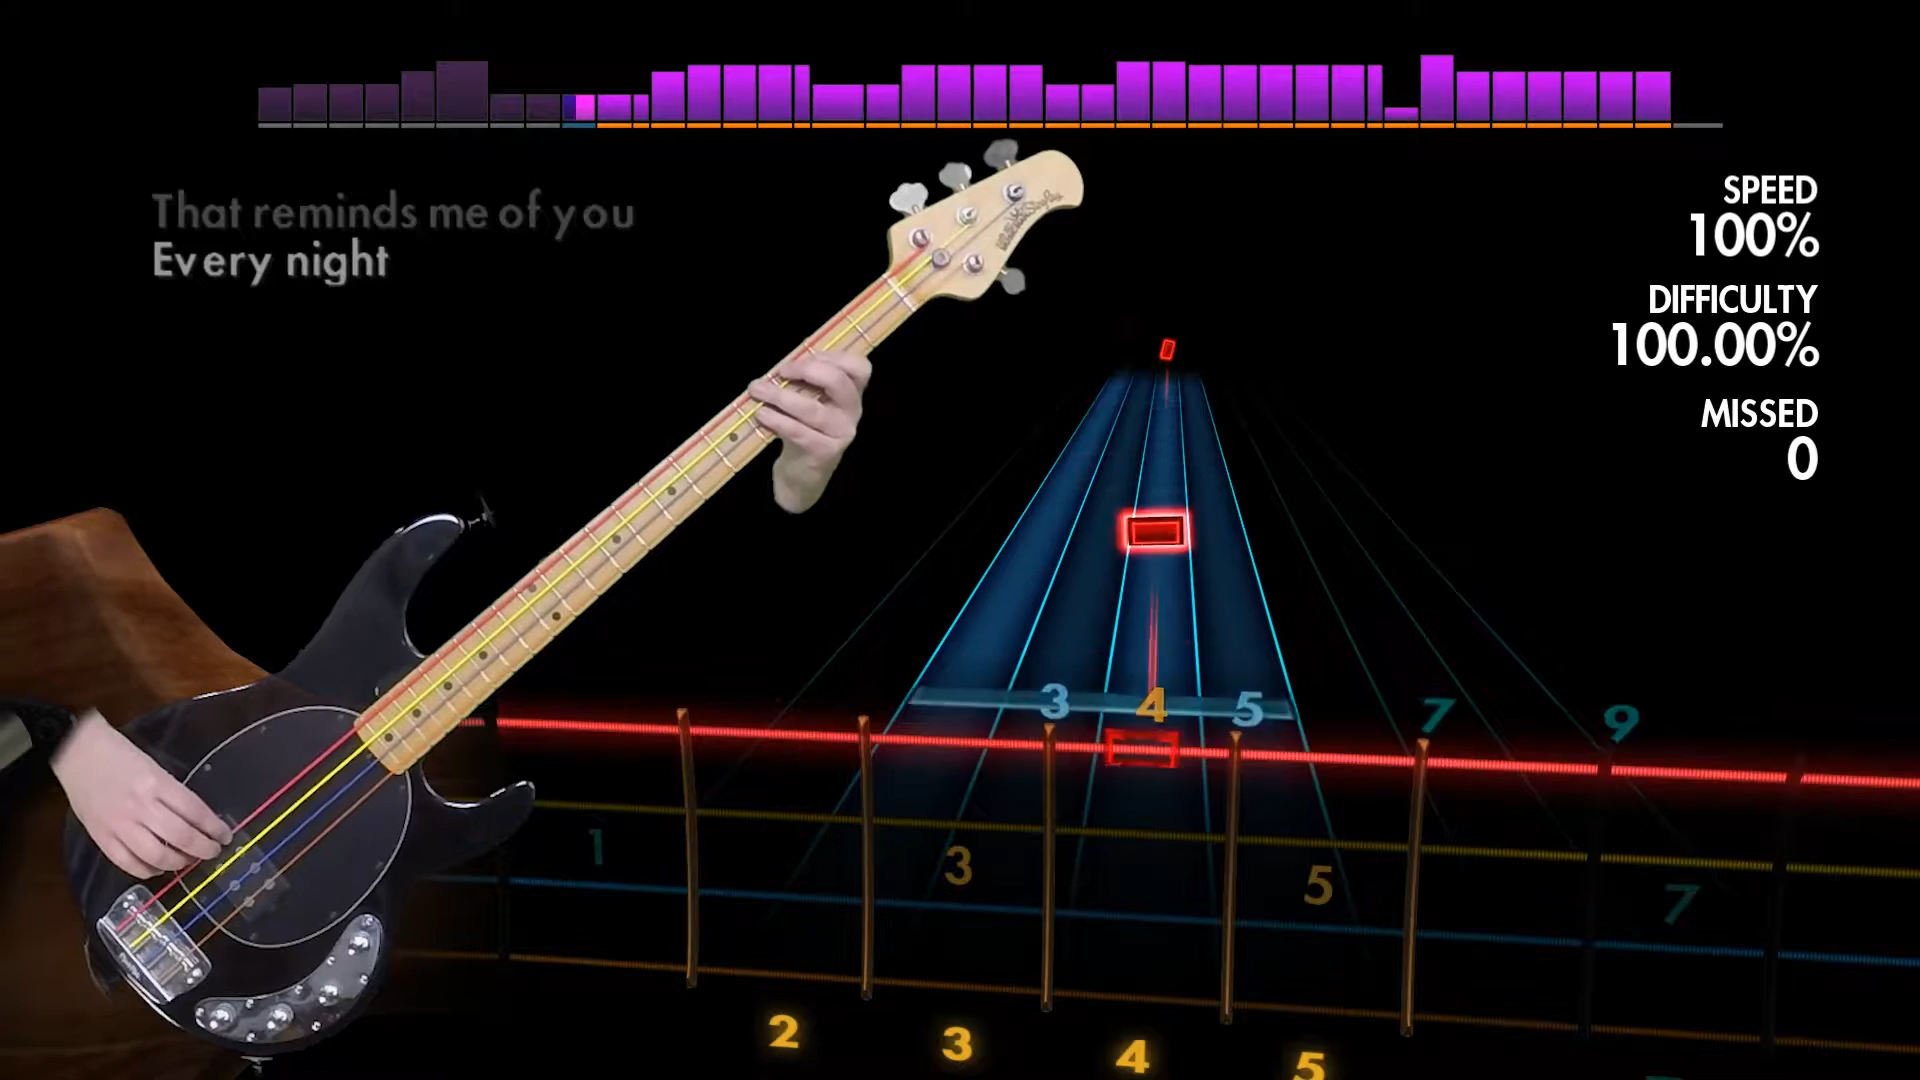 That reminds me of you
Every night
SPEED
100%
DIFFICULTY
100.00%
MISSED
0
3 4 5 7 9
1 3 5 7
2 3 4 5